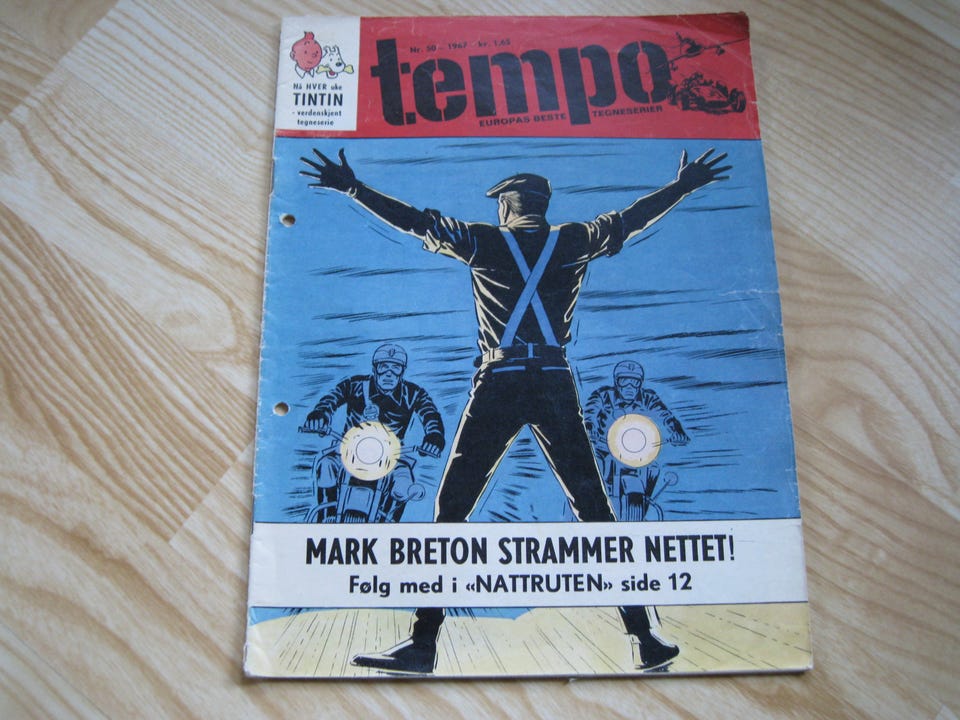 Nr. 50 - 1967 - kr. 1,65
tempo
EUROPAS BESTE TEGNESERIER
Nå HVER uke
TINTIN
- verdenskjent
tegneserie
MARK BRETON STRAMMER NETTET!
Følg med i «NATTRUTEN» side 12